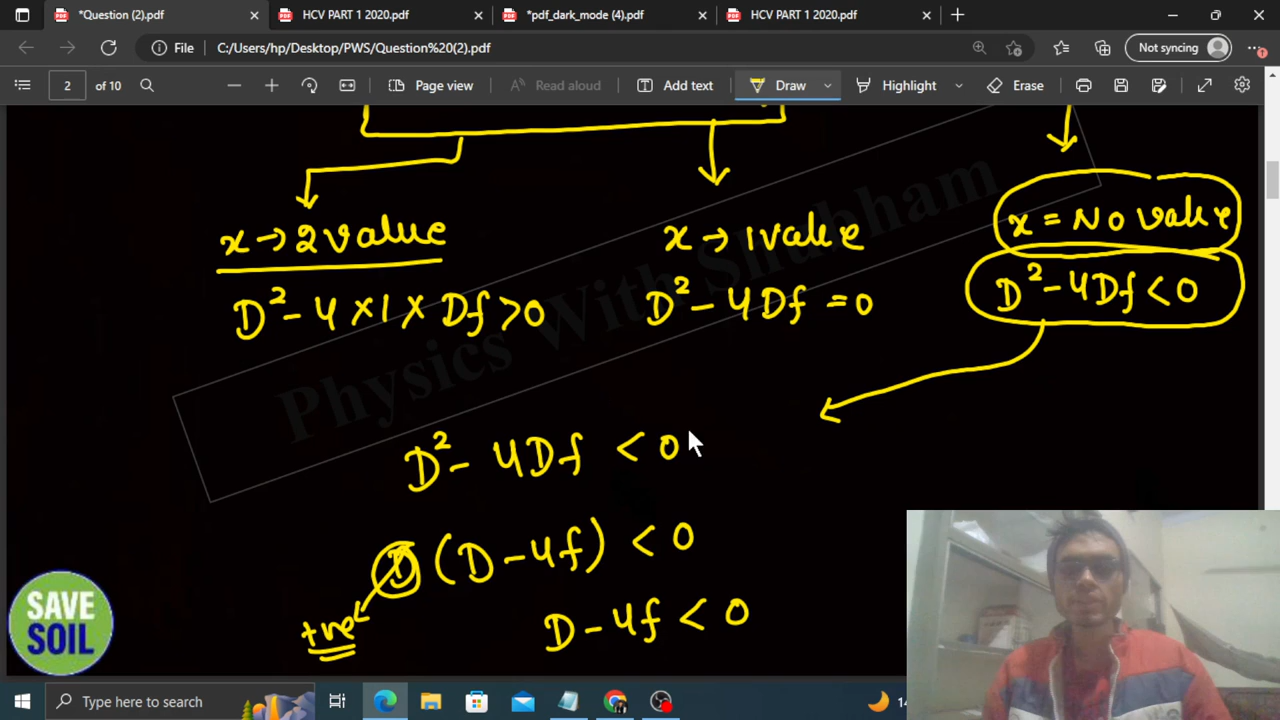 *Question (2).pdf
HCV PART 1 2020.pdf
*pdf_dark_mode (4).pdf
HCV PART 1 2020.pdf
File C:/Users/hp/Desktop/PWS/Question%20(2).pdf
Not syncing
2 of 10
Page view
Read aloud
Add text
Draw
Highlight
Erase
x → 2 value
x → 1 value
x = No value
D² - 4 × 1 × Df > 0
D² - 4Df = 0
D² - 4Df < 0
Physics With Shubham
D² - 4Df < 0
D (D - 4f) < 0
+ve
D - 4f < 0
SAVE
SOIL
Type here to search